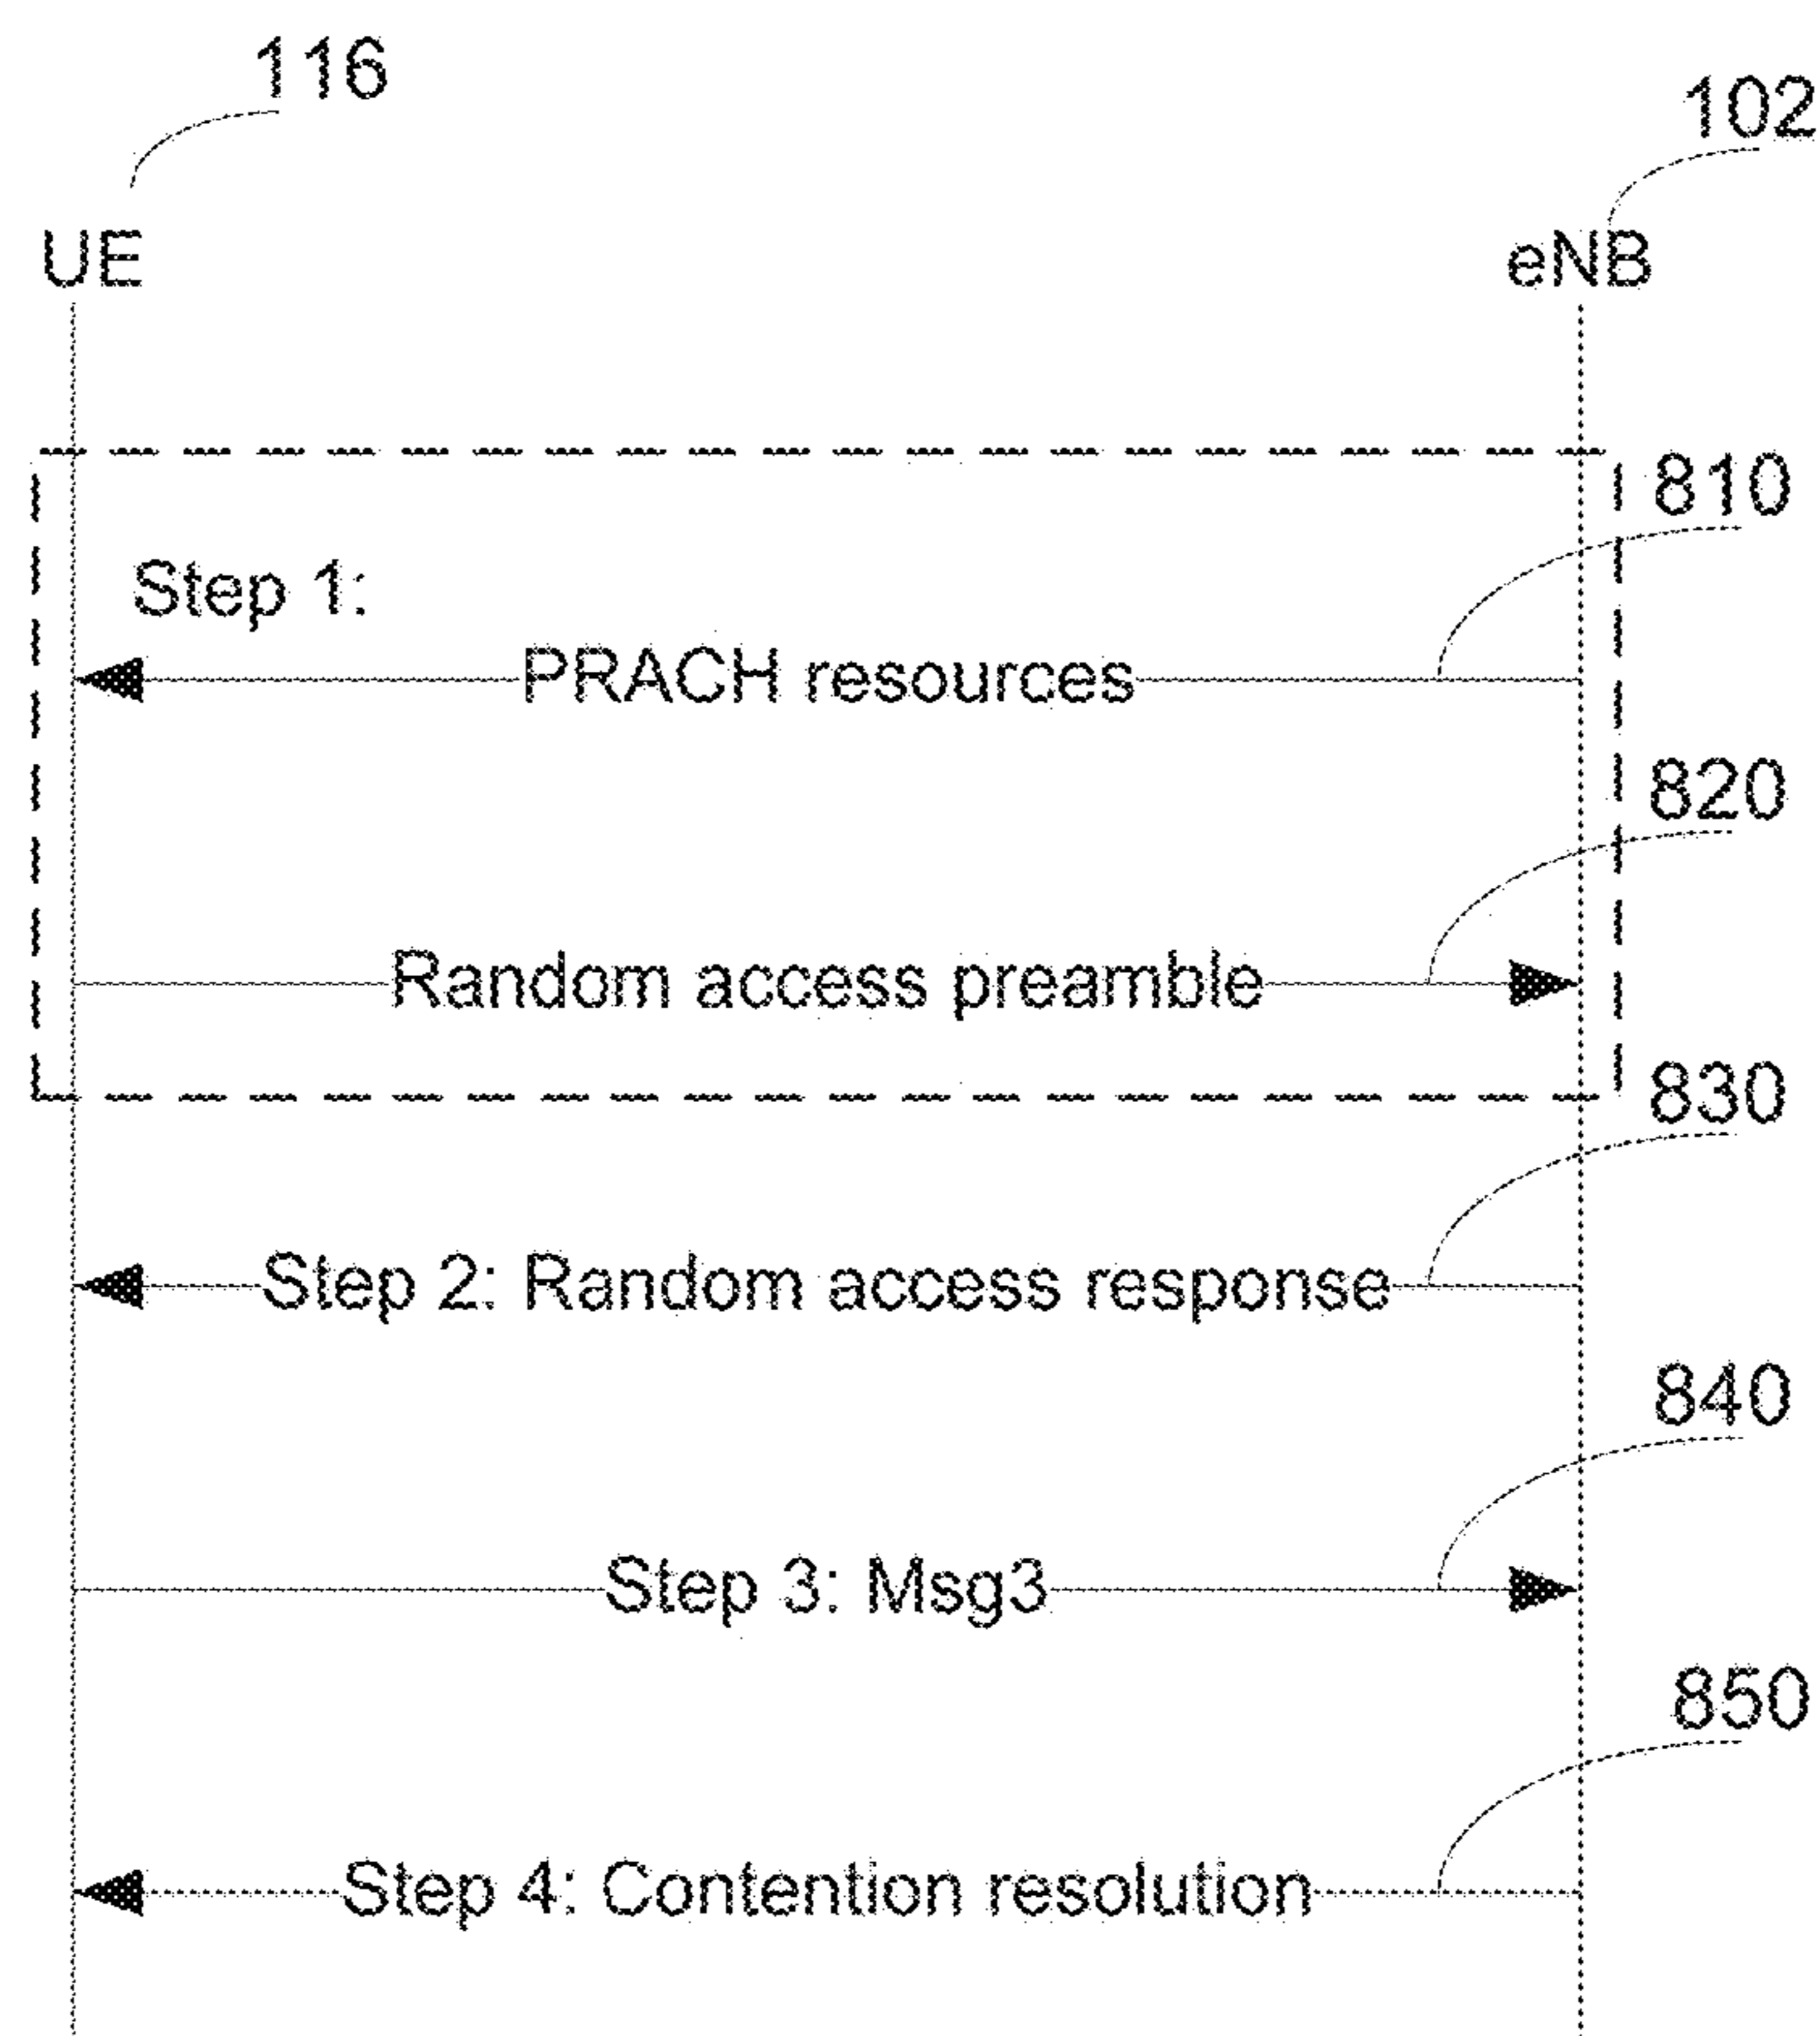 116
102
UE
eNB
810
Step 1:
PRACH resources
820
Random access preamble
830
Step 2: Random access response
840
Step 3: Msg3
850
Step 4: Contention resolution